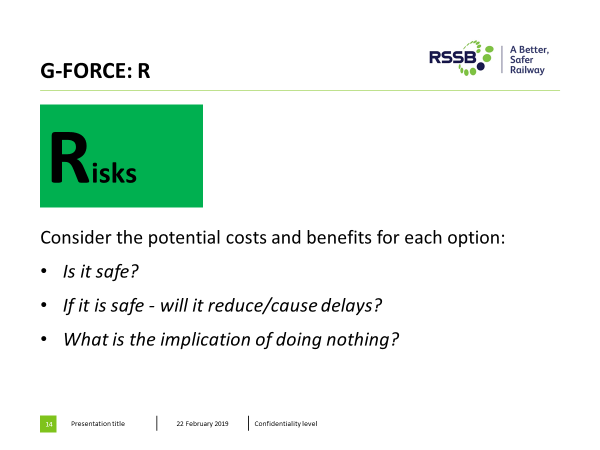 G-FORCE: R
RSSB
A Better,
Safer
Railway
Risks
Consider the potential costs and benefits for each option:
• Is it safe?
• If it is safe - will it reduce/cause delays?
• What is the implication of doing nothing?
14 Presentation title 22 February 2019 Confidentiality level